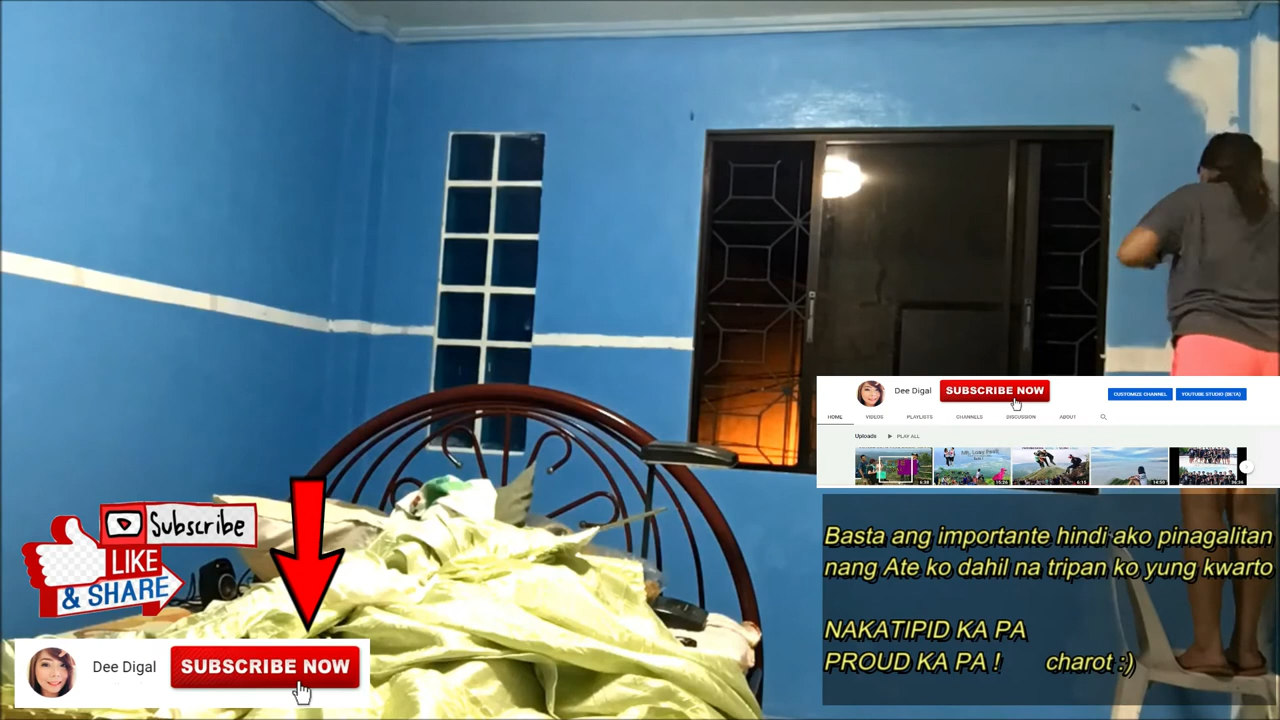 Dee Digal
SUBSCRIBE NOW
CUSTOMIZE CHANNEL
YOUTUBE STUDIO (BETA)
HOME
VIDEOS
PLAYLISTS
CHANNELS
DISCUSSION
ABOUT
Uploads
PLAY ALL
Subscribe
LIKE
& SHARE
Basta ang importante hindi ako pinagalitan
nang Ate ko dahil na tripan ko yung kwarto
NAKATIPID KA PA
PROUD KA PA ! charot :)
Dee Digal
SUBSCRIBE NOW